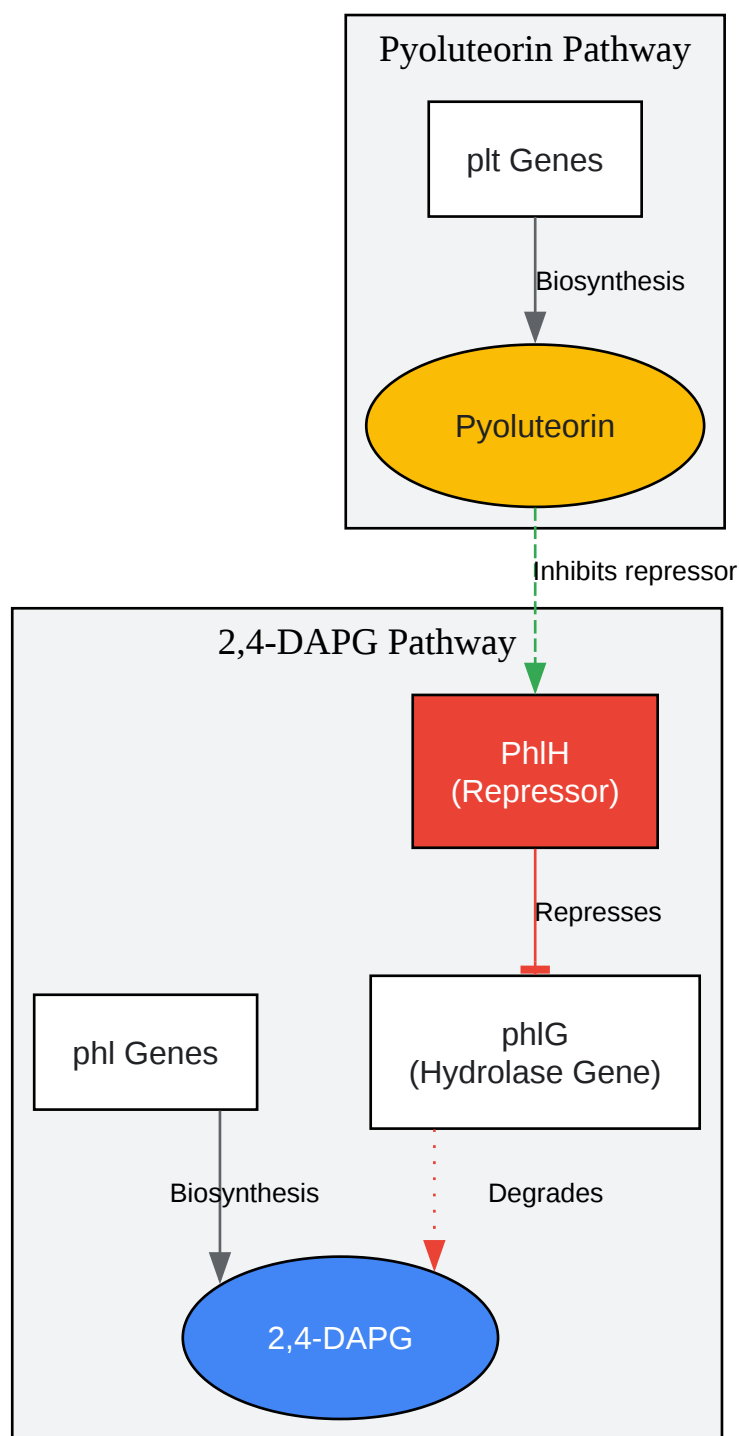 Pyoluteorin Pathway
plt Genes
Biosynthesis
Pyoluteorin
Inhibits repressor
2,4-DAPG Pathway
PhlH
(Repressor)
Represses
phl Genes
phlG
(Hydrolase Gene)
Biosynthesis
Degrades
2,4-DAPG